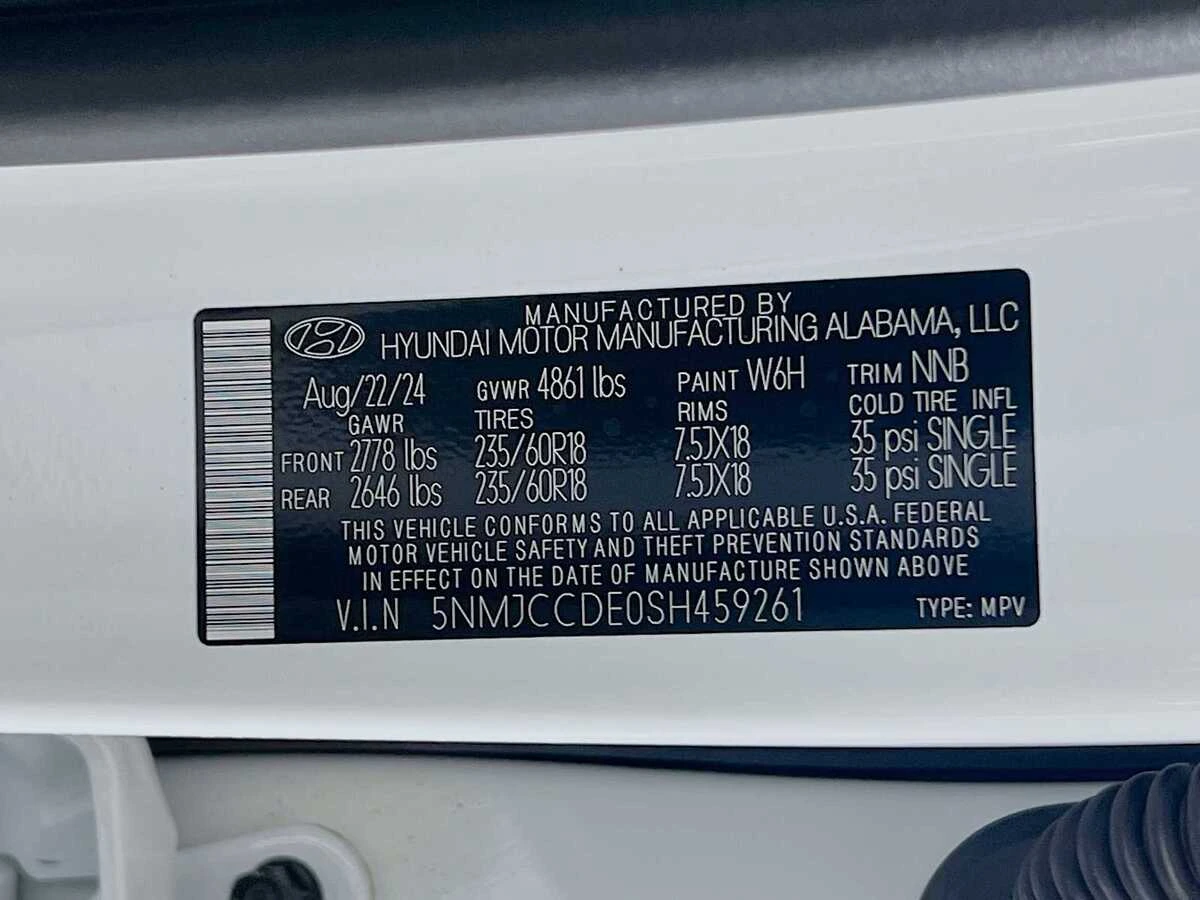 MANUFACTURED BY
HYUNDAI MOTOR MANUFACTURING ALABAMA, LLC
Aug/22/24 GVWR 4861 lbs PAINT W6H TRIM NNB
GAWR TIRES RIMS COLD TIRE INFL
FRONT 2778 lbs 235/60R18 7.5JX18 35 psi SINGLE
REAR 2646 lbs 235/60R18 7.5JX18 35 psi SINGLE
THIS VEHICLE CONFORMS TO ALL APPLICABLE U.S.A. FEDERAL
MOTOR VEHICLE SAFETY AND THEFT PREVENTION STANDARDS
IN EFFECT ON THE DATE OF MANUFACTURE SHOWN ABOVE
V.I.N 5NMJCCDE0SH459261 TYPE: MPV